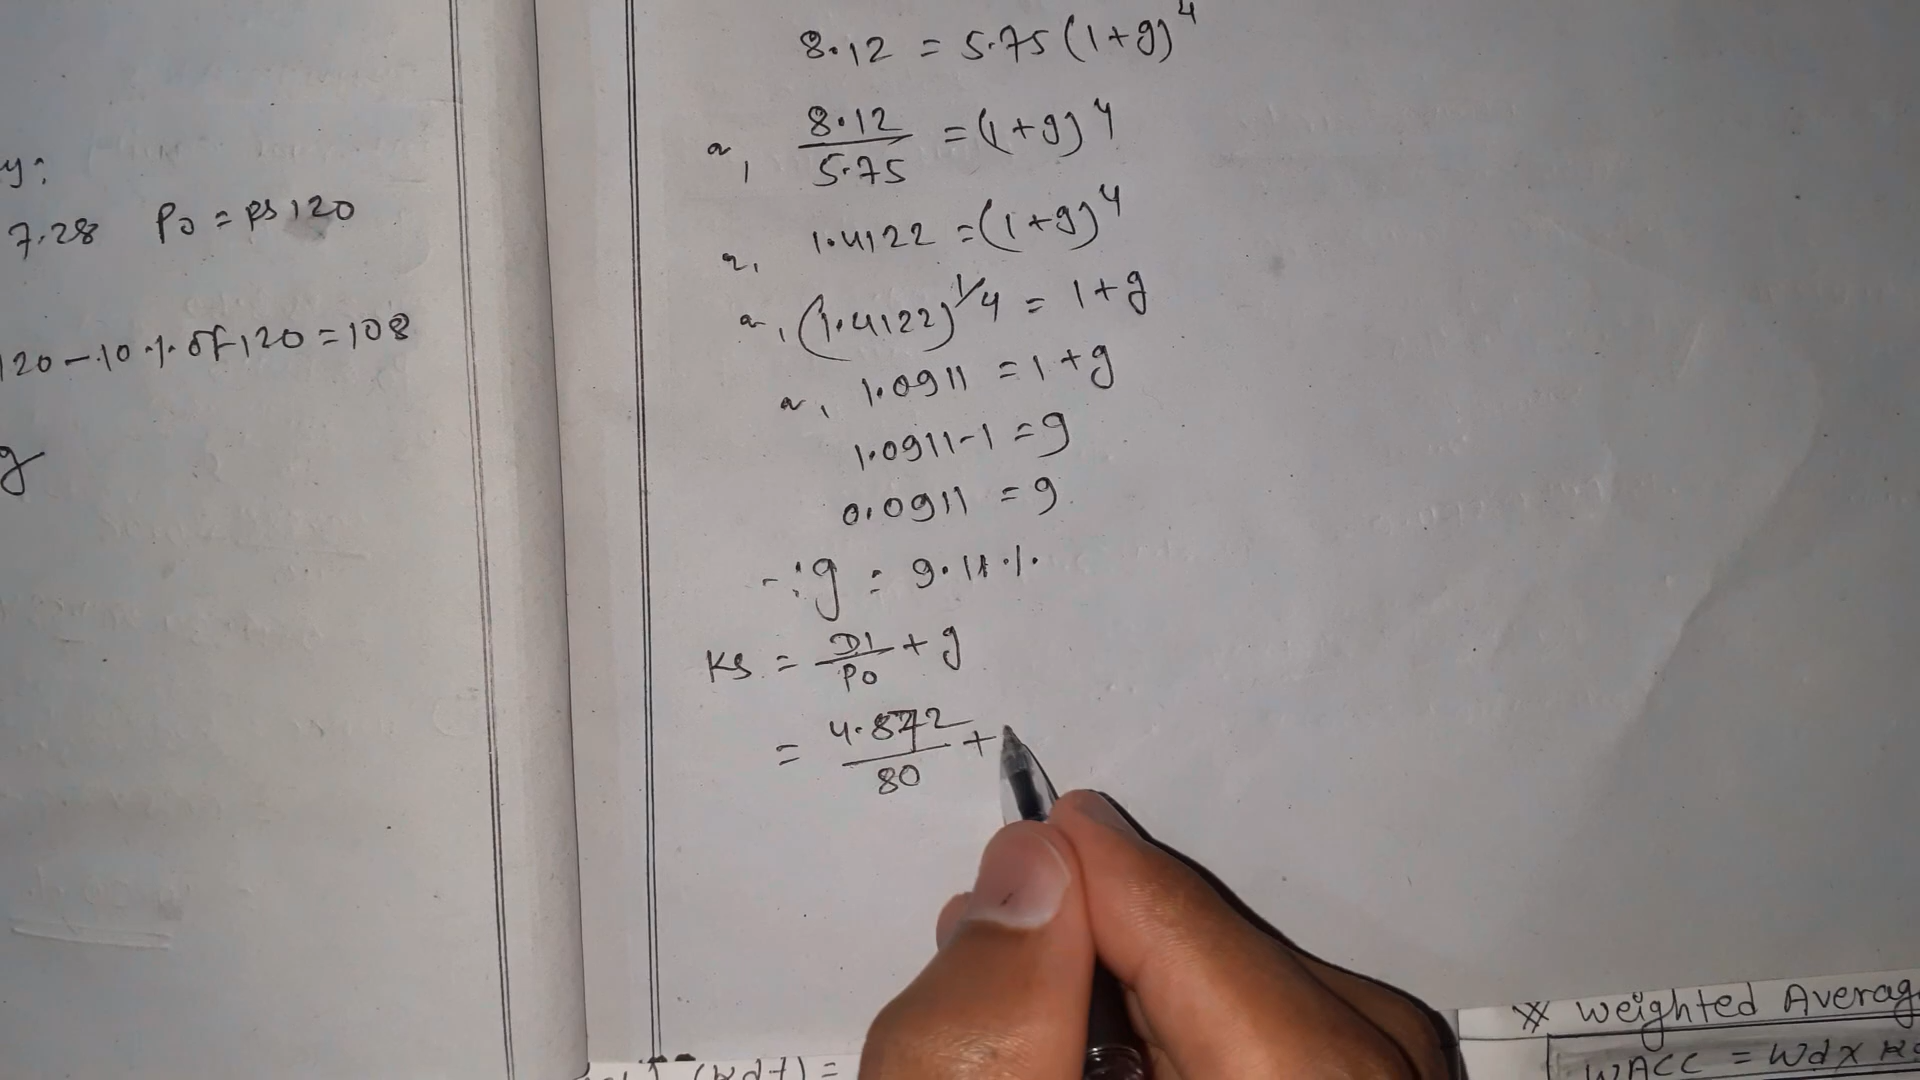 y:
7.28 P0 = Rs 120
120 - 10 % of 120 = 108
g
8.12 = 5.75 (1+g)^4
or, 8.12/5.75 = (1+g)^4
or, 1.4122 = (1+g)^4
or, (1.4122)^1/4 = 1+g
or, 1.0911 = 1+g
1.0911-1 = g
0.0911 = g
∴ g = 9.11%
Ks = D1/P0 + g
= 4.872/80 +
※ Weighted Averag
WACC = Wd x K
(Kdt) =